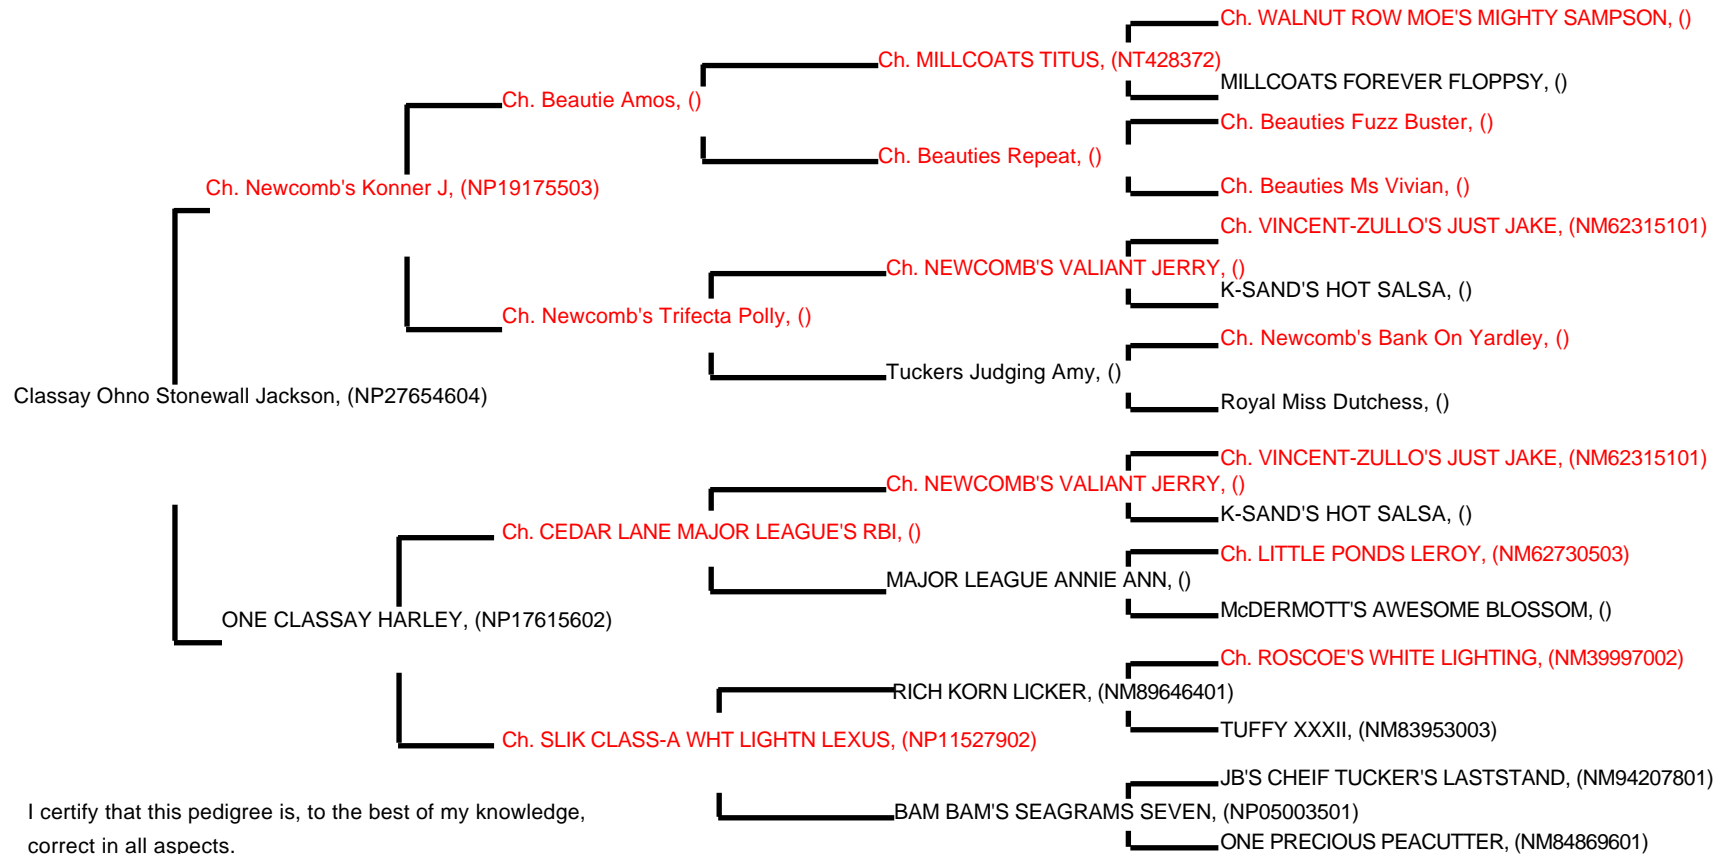 Ch. WALNUT ROW MOE'S MIGHTY SAMPSON, ()
Ch. MILLCOATS TITUS, (NT428372)
MILLCOATS FOREVER FLOPPSY, ()
Ch. Beautie Amos, ()
Ch. Beauties Fuzz Buster, ()
Ch. Beauties Repeat, ()
Ch. Beauties Ms Vivian, ()
Ch. Newcomb's Konner J, (NP19175503)
Ch. VINCENT-ZULLO'S JUST JAKE, (NM62315101)
Ch. NEWCOMB'S VALIANT JERRY, ()
K-SAND'S HOT SALSA, ()
Ch. Newcomb's Trifecta Polly, ()
Ch. Newcomb's Bank On Yardley, ()
Tuckers Judging Amy, ()
Royal Miss Dutchess, ()
Classay Ohno Stonewall Jackson, (NP27654604)
Ch. VINCENT-ZULLO'S JUST JAKE, (NM62315101)
Ch. NEWCOMB'S VALIANT JERRY, ()
K-SAND'S HOT SALSA, ()
Ch. CEDAR LANE MAJOR LEAGUE'S RBI, ()
Ch. LITTLE PONDS LEROY, (NM62730503)
MAJOR LEAGUE ANNIE ANN, ()
McDERMOTT'S AWESOME BLOSSOM, ()
ONE CLASSAY HARLEY, (NP17615602)
Ch. ROSCOE'S WHITE LIGHTING, (NM39997002)
RICH KORN LICKER, (NM89646401)
TUFFY XXXII, (NM83953003)
Ch. SLIK CLASS-A WHT LIGHTN LEXUS, (NP11527902)
JB'S CHEIF TUCKER'S LASTSTAND, (NM94207801)
BAM BAM'S SEAGRAMS SEVEN, (NP05003501)
ONE PRECIOUS PEACUTTER, (NM84869601)
I certify that this pedigree is, to the best of my knowledge,
correct in all aspects.